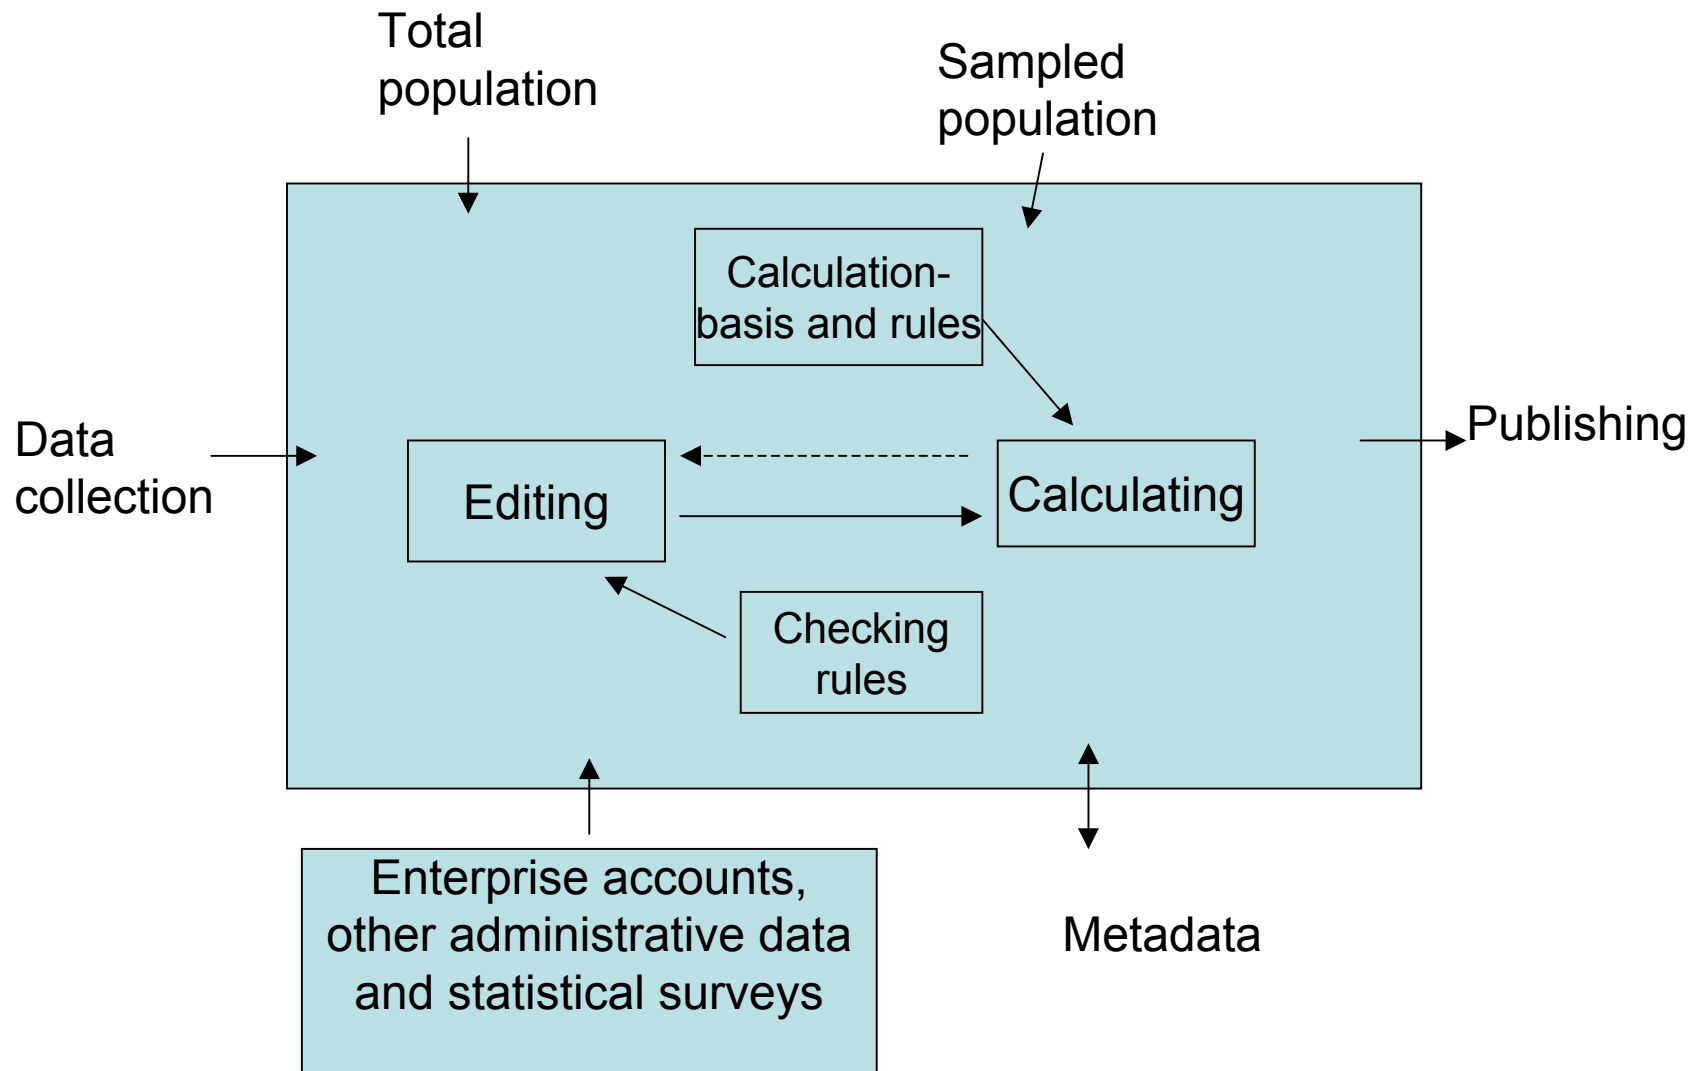 Total
population
Sampled
population
Calculation-
basis and rules
Data
collection
Editing
Calculating
Publishing
Checking
rules
Enterprise accounts,
other administrative data
and statistical surveys
Metadata